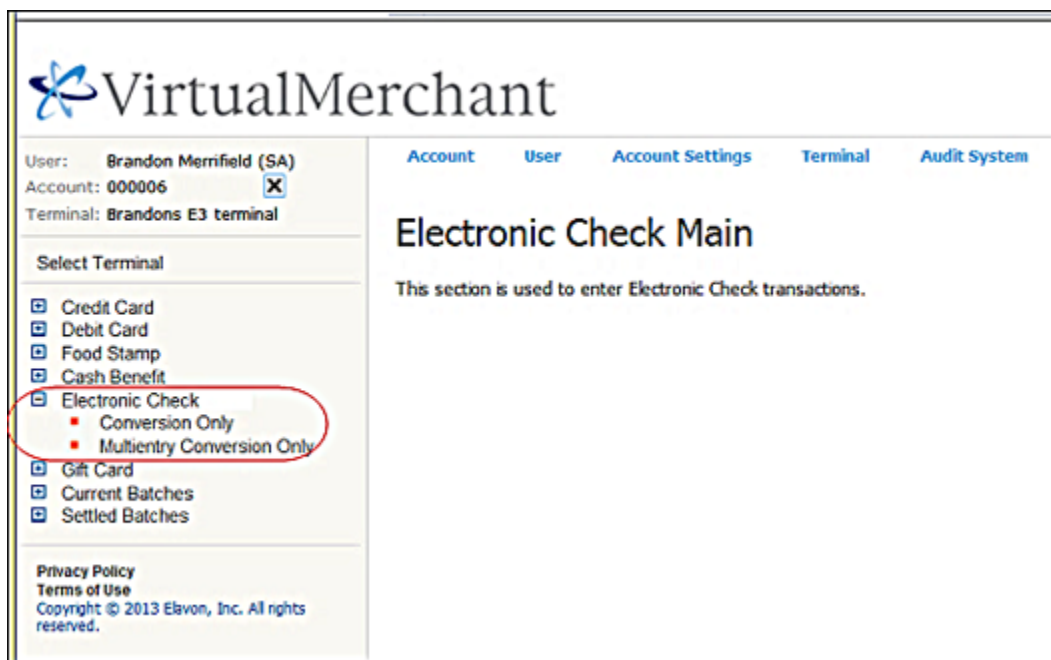 VirtualMerchant
User: Brandon Merrifield (SA)
Account: 000006
Terminal: Brandons E3 terminal
Select Terminal
Credit Card
Debit Card
Food Stamp
Cash Benefit
Electronic Check
Conversion Only
Multientry Conversion Only
Gift Card
Current Batches
Settled Batches
Privacy Policy
Terms of Use
Copyright © 2013 Elavon, Inc. All rights
reserved.
Account User Account Settings Terminal Audit System
Electronic Check Main
This section is used to enter Electronic Check transactions.